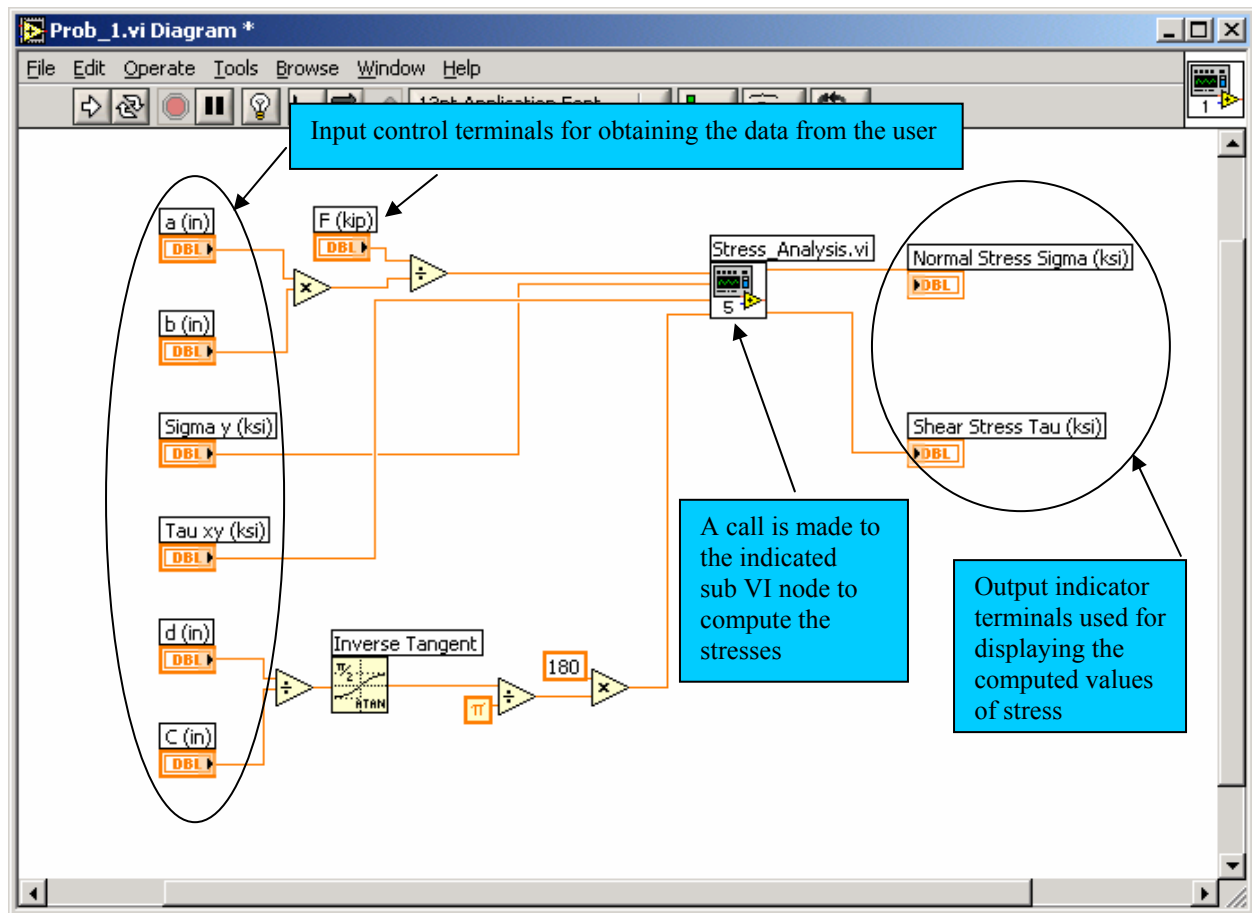 Prob_1.vi Diagram *
File Edit Operate Tools Browse Window Help
Input control terminals for obtaining the data from the user
1
a (in)
DBL
F (kip)
DBL
×
÷
b (in)
DBL
Stress_Analysis.vi
5
Normal Stress Sigma (ksi)
DBL
Sigma y (ksi)
DBL
Shear Stress Tau (ksi)
DBL
Tau xy (ksi)
DBL
A call is made to
the indicated
sub VI node to
compute the
stresses
Output indicator
terminals used for
displaying the
computed values
of stress
d (in)
DBL
÷
Inverse Tangent
π/2
ATAN
π
÷
180
×
C (in)
DBL